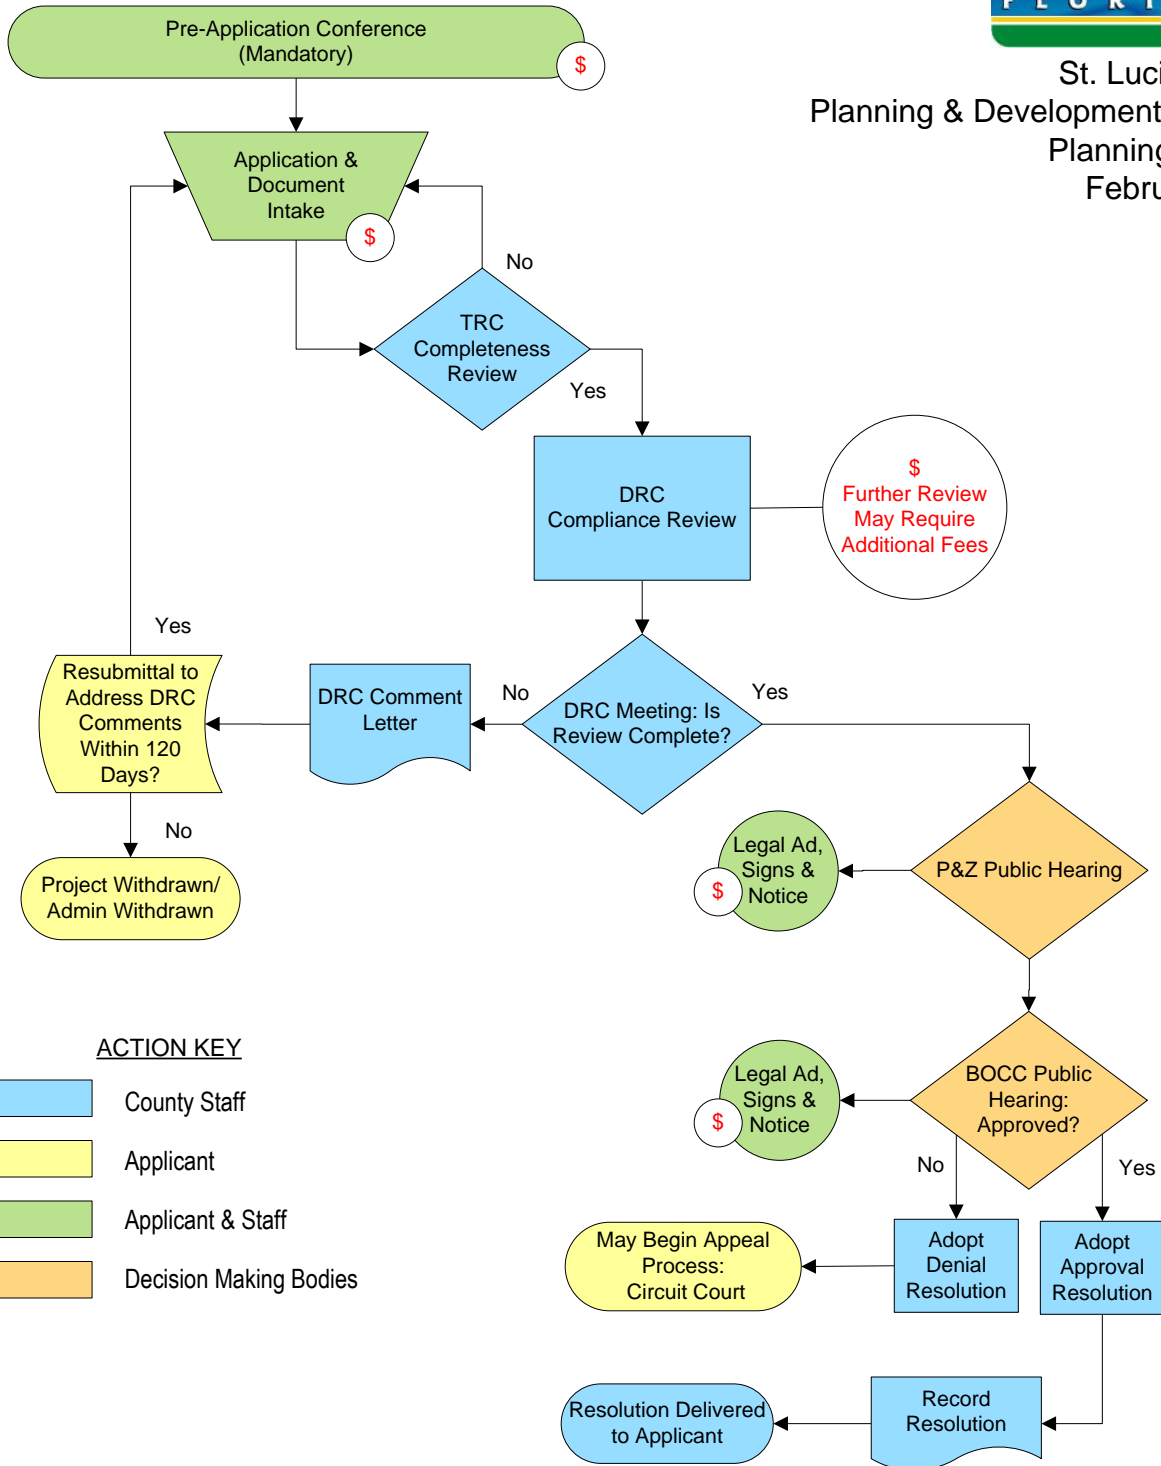 F L O R I
Pre-Application Conference
(Mandatory)
$
St. Luci
Planning & Development
Planning
Febru
Application &
Document
Intake
$
No
TRC
Completeness
Review
Yes
DRC
Compliance Review
$
Further Review
May Require
Additional Fees
Yes
Resubmittal to
Address DRC
Comments
Within 120
Days?
DRC Comment
Letter
No
DRC Meeting: Is
Review Complete?
Yes
No
Project Withdrawn/
Admin Withdrawn
Legal Ad,
Signs &
Notice
$
P&Z Public Hearing
ACTION KEY
County Staff
Applicant
Applicant & Staff
Decision Making Bodies
Legal Ad,
Signs &
Notice
$
BOCC Public
Hearing:
Approved?
No
Yes
May Begin Appeal
Process:
Circuit Court
Adopt
Denial
Resolution
Adopt
Approval
Resolution
Resolution Delivered
to Applicant
Record
Resolution